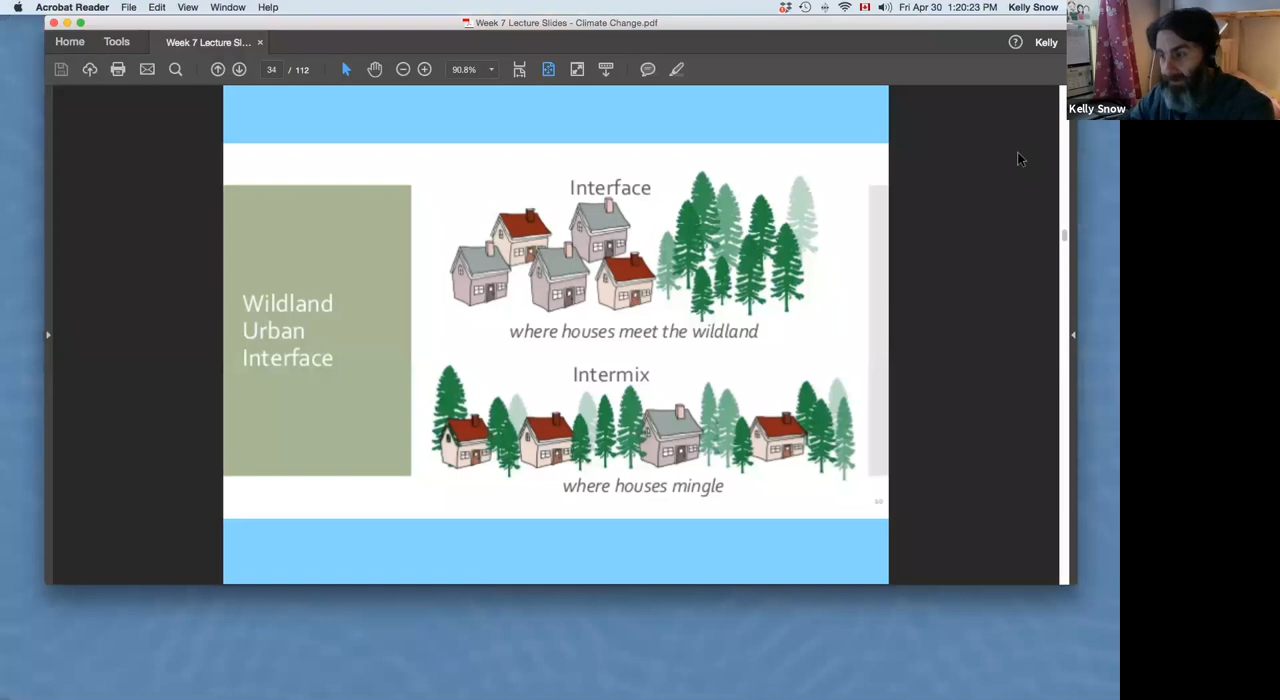 Acrobat Reader File Edit View Window Help Fri Apr 30 1:20:23 PM Kelly Snow
Week 7 Lecture Slides - Climate Change.pdf
Home Tools Week 7 Lecture Sl... × ? Kelly
34 / 112 90.8%
Kelly Snow
Interface
where houses meet the wildland
Wildland
Urban
Interface
Intermix
where houses mingle